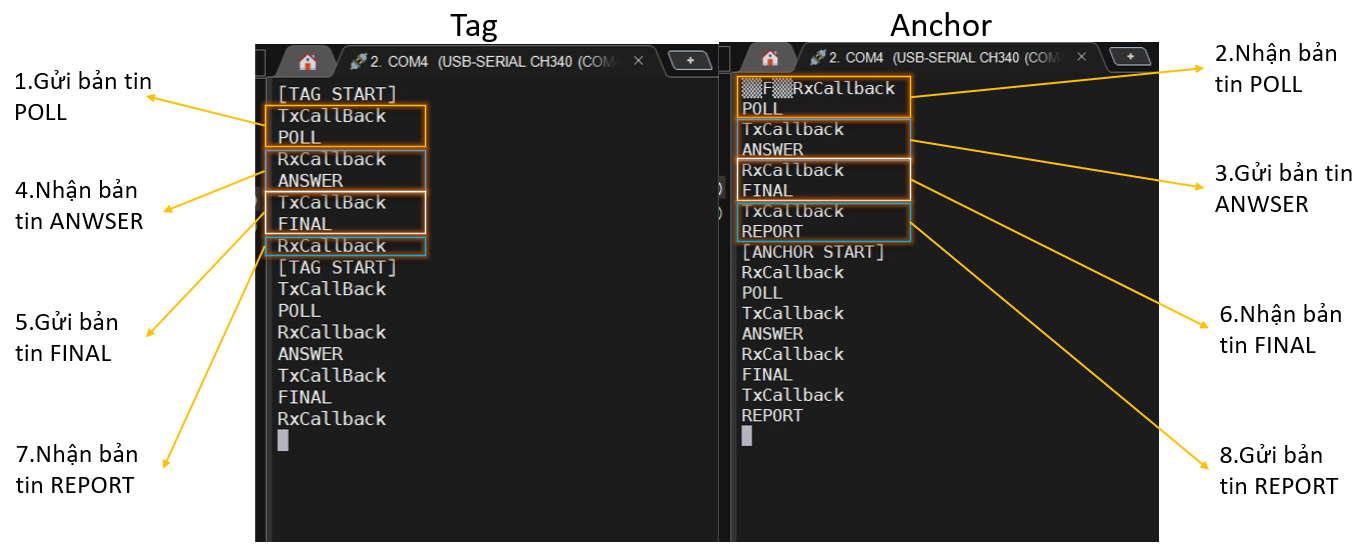 Tag
Anchor
1.Gửi bản tin
POLL
4.Nhận bản
tin ANWSER
5.Gửi bản
tin FINAL
7.Nhận bản
tin REPORT
2. COM4 (USB-SERIAL CH340 (COM
[TAG START]
TxCallBack
POLL
RxCallback
ANSWER
TxCallBack
FINAL
RxCallback
[TAG START]
TxCallBack
POLL
RxCallback
ANSWER
TxCallBack
FINAL
RxCallback
2. COM4 (USB-SERIAL CH340 (COM
F RxCallback
POLL
TxCallback
ANSWER
RxCallback
FINAL
TxCallback
REPORT
[ANCHOR START]
RxCallback
POLL
TxCallback
ANSWER
RxCallback
FINAL
TxCallback
REPORT
2.Nhận bản
tin POLL
3.Gửi bản tin
ANWSER
6.Nhận bản
tin FINAL
8.Gửi bản
tin REPORT